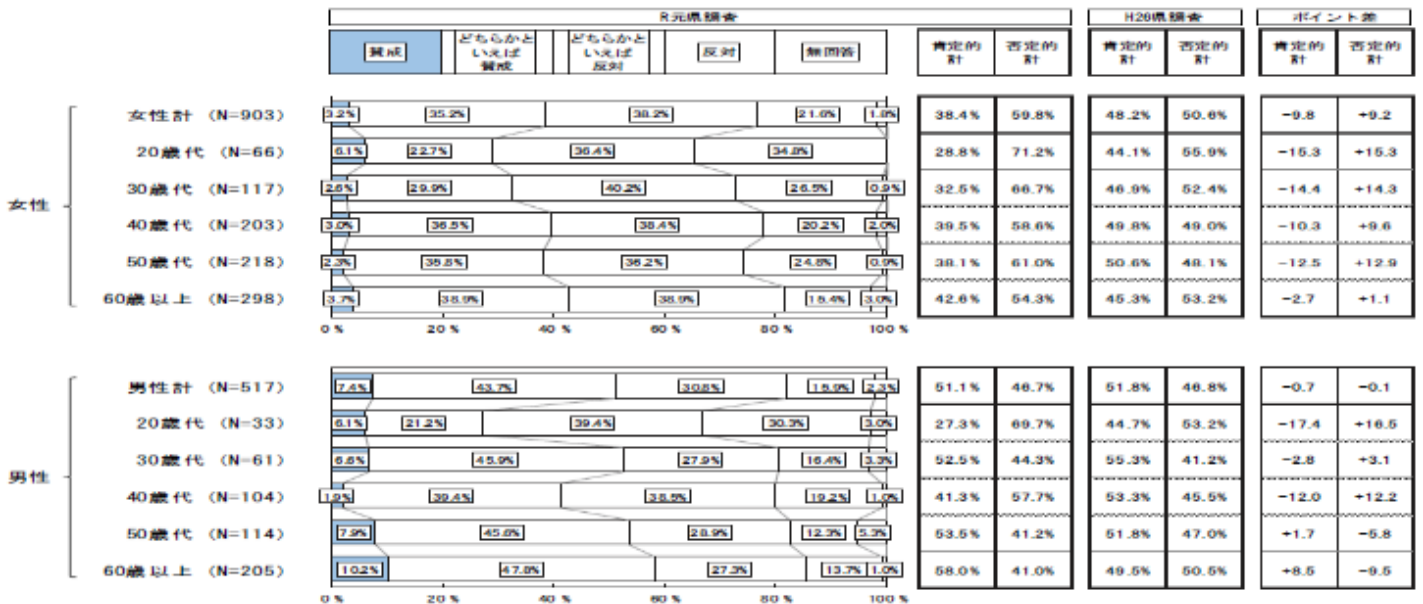 R元県調査 H26県調査 ポイント差
賛成 どちらかといえば賛成 どちらかといえば反対 反対 無回答 肯定的計 否定的計 肯定的計 否定的計 肯定的計 否定的計
女性
女性計 (N=903) 3.2% 35.2% 38.2% 21.6% 1.8% 38.4% 59.8% 48.2% 50.6% −9.8 +9.2
20歳代 (N=66) 6.1% 22.7% 36.4% 34.8% 28.8% 71.2% 44.1% 55.9% −15.3 +15.3
30歳代 (N=117) 2.6% 29.9% 40.2% 26.5% 0.9% 32.5% 66.7% 46.9% 52.4% −14.4 +14.3
40歳代 (N=203) 3.0% 36.5% 38.4% 20.2% 2.0% 39.5% 58.6% 49.8% 49.0% −10.3 +9.6
50歳代 (N=218) 2.3% 35.8% 36.2% 24.8% 0.9% 38.1% 61.0% 50.6% 48.1% −12.5 +12.9
60歳以上 (N=298) 3.7% 38.9% 38.9% 15.4% 3.0% 42.6% 54.3% 45.3% 53.2% −2.7 +1.1
0% 20% 40% 60% 80% 100%
男性
男性計 (N=517) 7.4% 43.7% 30.8% 15.9% 2.3% 51.1% 46.7% 51.8% 46.8% −0.7 −0.1
20歳代 (N=33) 6.1% 21.2% 39.4% 30.3% 3.0% 27.3% 69.7% 44.7% 53.2% −17.4 +16.5
30歳代 (N=61) 6.6% 45.9% 27.9% 16.4% 3.3% 52.5% 44.3% 55.3% 41.2% −2.8 +3.1
40歳代 (N=104) 1.9% 39.4% 38.5% 19.2% 1.0% 41.3% 57.7% 53.3% 45.5% −12.0 +12.2
50歳代 (N=114) 7.9% 45.6% 28.9% 12.3% 5.3% 53.5% 41.2% 51.8% 47.0% +1.7 −5.8
60歳以上 (N=205) 10.2% 47.8% 27.3% 13.7% 1.0% 58.0% 41.0% 49.5% 50.5% +8.5 −9.5
0% 20% 40% 60% 80% 100%